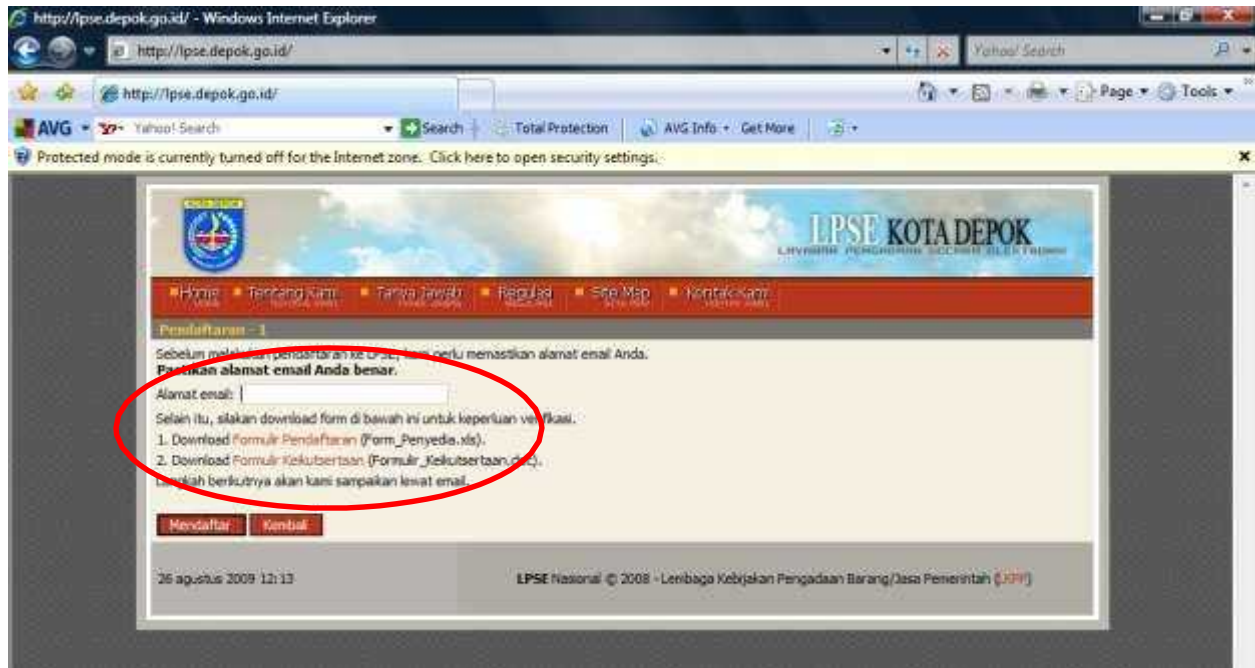 http://lpse.depok.go.id/ - Windows Internet Explorer
http://lpse.depok.go.id/
Yahoo! Search
http://lpse.depok.go.id/
Page
Tools
AVG
Yahoo! Search
Search
Total Protection
AVG Info
Get More
Protected mode is currently turned off for the Internet zone. Click here to open security settings.
KOTA DEPOK
LPSE KOTA DEPOK
LAYANAN PENGADAAN SECARA ELEKTRONIK
Home
Tentang Kami
Tanya Jawab
Regulasi
Site Map
Kontak Kami
Pendaftaran - 1
Sebelum melakukan pendaftaran ke LPSE, kami perlu memastikan alamat email Anda.
Pastikan alamat email Anda benar.
Alamat email:
Selain itu, silakan download form di bawah ini untuk keperluan verifikasi.
1. Download Formulir Pendaftaran (Form_Penyedia.xls).
2. Download Formulir Keikutsertaan (Formulir_Keikutsertaan.doc).
Langkah berikutnya akan kami sampaikan lewat email.
Mendaftar
Kembali
26 agustus 2009 12:13
LPSE Nasional © 2008 - Lembaga Kebijakan Pengadaan Barang/Jasa Pemerintah (LKPP)